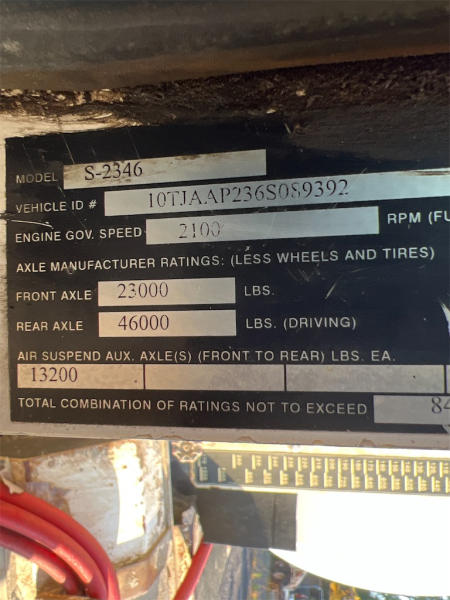 MODEL S-2346
VEHICLE ID # 10TJAAP236S089392
ENGINE GOV. SPEED 2100 RPM (FU
AXLE MANUFACTURER RATINGS: (LESS WHEELS AND TIRES)
FRONT AXLE 23000 LBS.
REAR AXLE 46000 LBS. (DRIVING)
AIR SUSPEND AUX. AXLE(S) (FRONT TO REAR) LBS. EA.
13200
TOTAL COMBINATION OF RATINGS NOT TO EXCEED 84